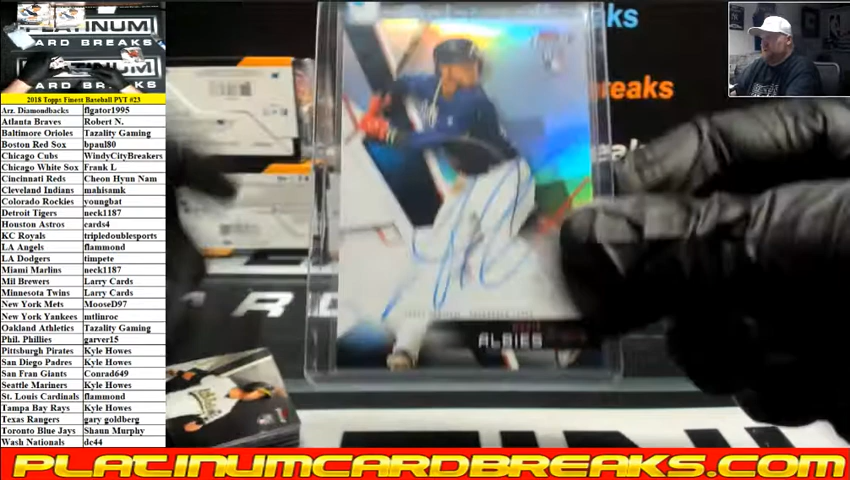 PLATINUM
CARD BREAKS
INUM
2018 Topps Finest Baseball PYT #23
Arz. Diamondbacks flgator1995
Atlanta Braves Robert N.
Baltimore Orioles Tazality Gaming
Boston Red Sox bpaul80
Chicago Cubs WindyCityBreakers
Chicago White Sox Frank L
Cincinnati Reds Cheon Hyun Nam
Cleveland Indians mahisamk
Colorado Rockies youngbat
Detroit Tigers neck1187
Houston Astros cards4
KC Royals tripledoublesports
LA Angels flammond
LA Dodgers timpete
Miami Marlins neck1187
Mil Brewers Larry Cards
Minnesota Twins Larry Cards
New York Mets MooseD97
New York Yankees mtlinroc
Oakland Athletics Tazality Gaming
Phil. Phillies garver15
Pittsburgh Pirates Kyle Howes
San Diego Padres Kyle Howes
San Fran Giants Conrad649
Seattle Mariners Kyle Howes
St. Louis Cardinals flammond
Tampa Bay Rays Kyle Howes
Texas Rangers gary goldberg
Toronto Blue Jays Shaun Murphy
Wash Nationals dc44
ks
reaks
ALBIES
PLATINUMCARDBREAKS.COM